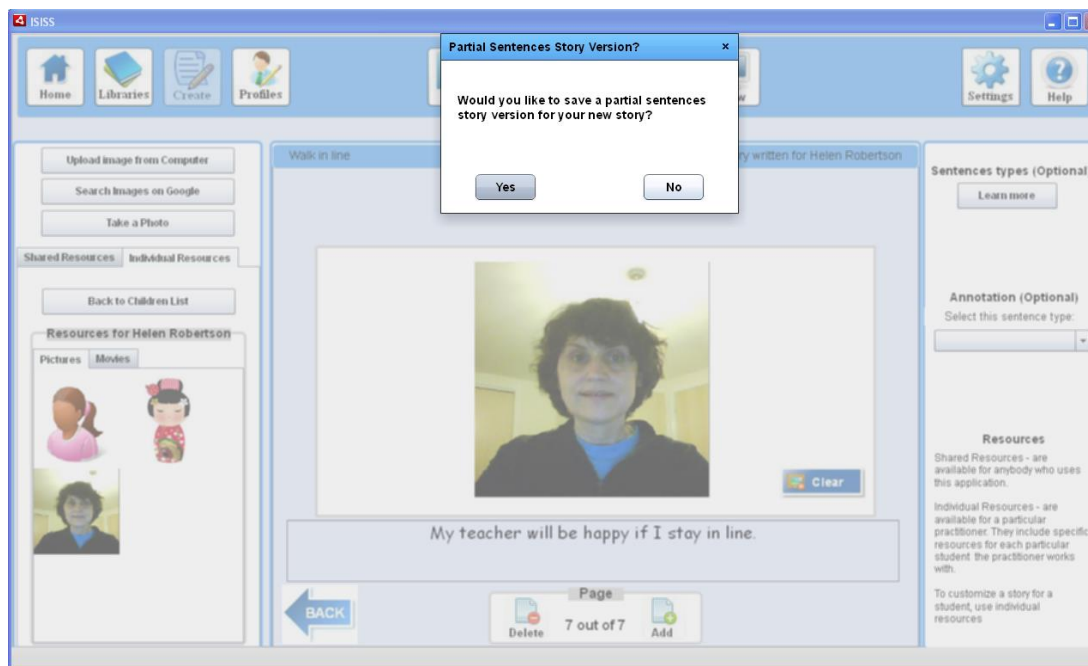 ISISS
Home
Libraries
Create
Profiles
Settings
Help
Partial Sentences Story Version?
x
Would you like to save a partial sentences
story version for your new story?
Yes
No
Upload image from Computer
Search Images on Google
Take a Photo
Shared Resources
Individual Resources
Back to Children List
Resources for Helen Robertson
Pictures
Movies
Walk in line
written for Helen Robertson
Clear
My teacher will be happy if I stay in line.
BACK
Page
Delete
7 out of 7
Add
Sentences types (Optional
Learn more
Annotation (Optional)
Select this sentence type:
Resources
Shared Resources - are
available for anybody who uses
this application.
Individual Resources - are
available for a particular
practitioner. They include specific
resources for each particular
student the practitioner works
with.
To customize a story for a
student, use individual
resources